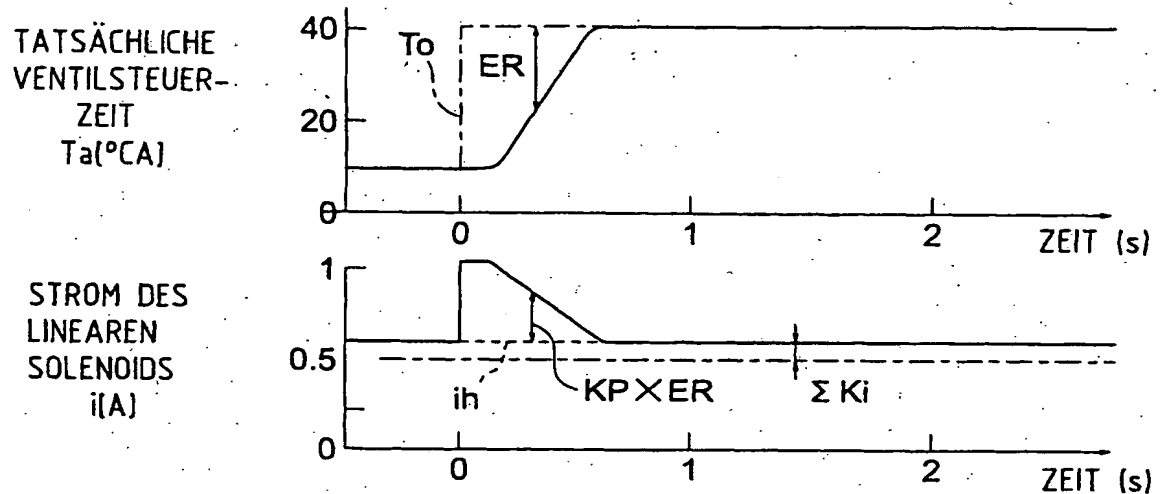 TATSÄCHLICHE
VENTILSTEUER-
ZEIT
Ta(°CA)
40
20
0
To
ER
0
1
2
ZEIT (s)
STROM DES
LINEAREN
SOLENOIDS
i(A)
1
0.5
0
ih
KP×ER
Σ Ki
0
1
2
ZEIT (s)